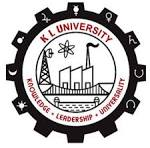 K L UNIVERSITY
KNOWLEDGE - LEADERSHIP - UNIVERSALITY